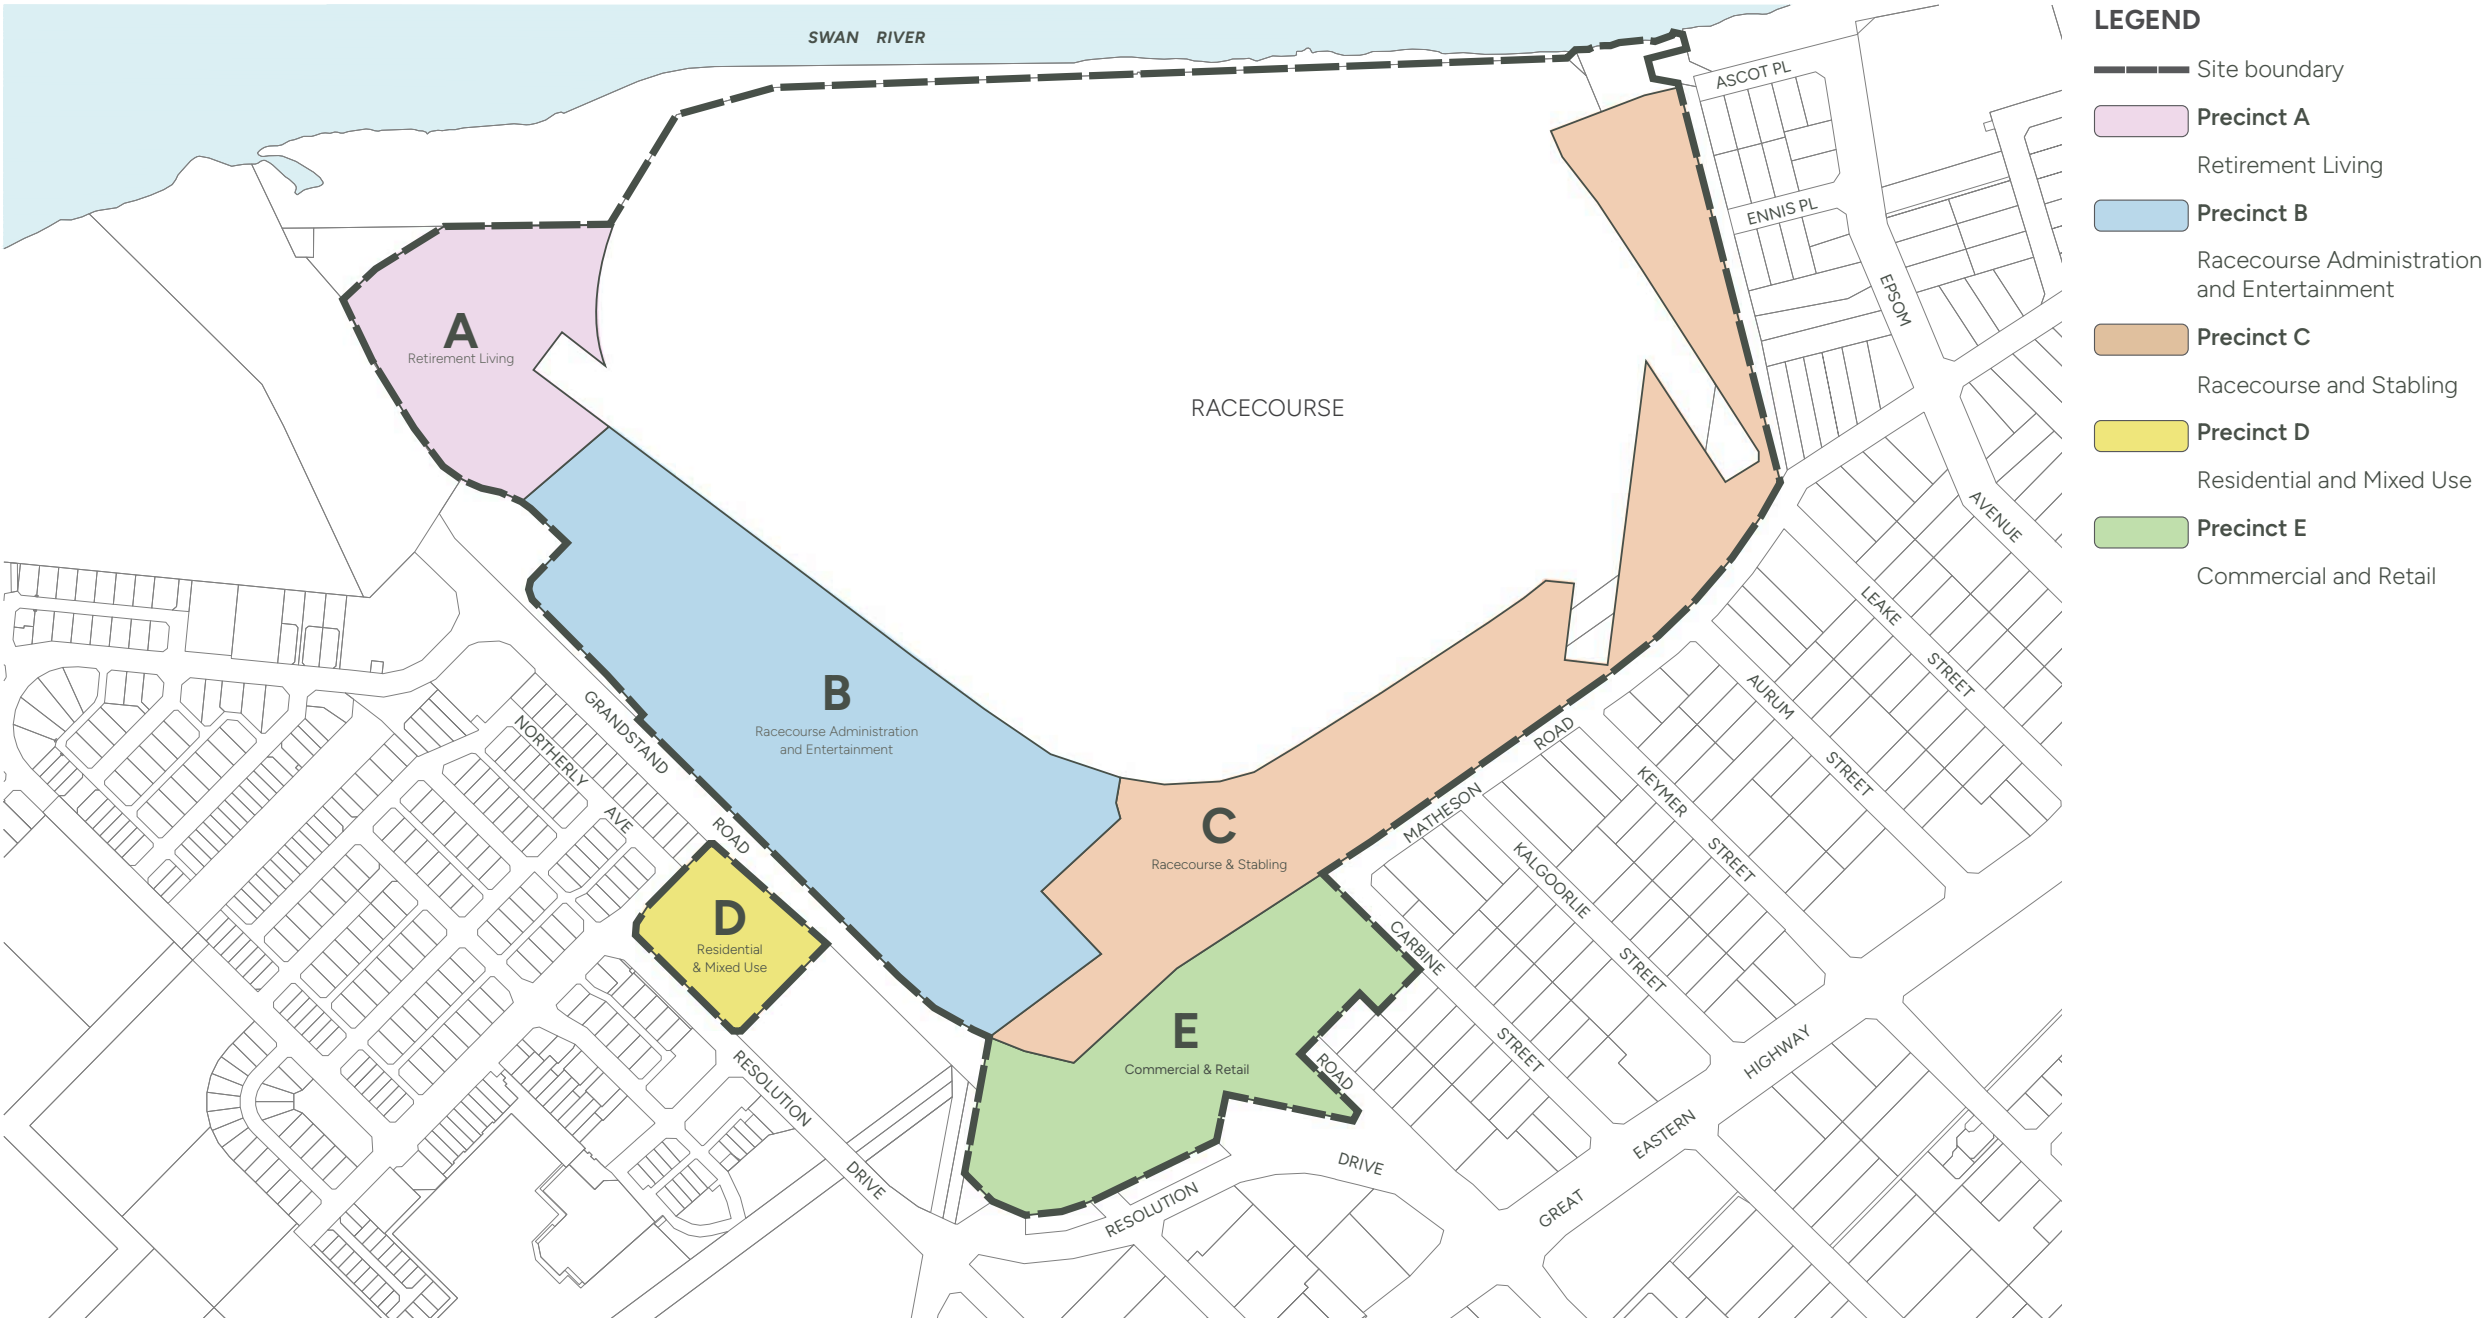 SWAN RIVER
ASCOT PL
ENNIS PL
EPSOM
AVENUE
A
Retirement Living
RACECOURSE
LEAKE
STREET
AURUM
STREET
B
Racecourse Administration
and Entertainment
GRANDSTAND
ROAD
NORTHERLY
AVE
ROAD
MATHESON
KEYMER
STREET
C
Racecourse & Stabling
KALGOORLIE
STREET
D
Residential
& Mixed Use
CARBINE
STREET
E
Commercial & Retail
ROAD
RESOLUTION
DRIVE
RESOLUTION
DRIVE
GREAT
EASTERN
HIGHWAY
LEGEND
Site boundary
Precinct A
Retirement Living
Precinct B
Racecourse Administration
and Entertainment
Precinct C
Racecourse and Stabling
Precinct D
Residential and Mixed Use
Precinct E
Commercial and Retail